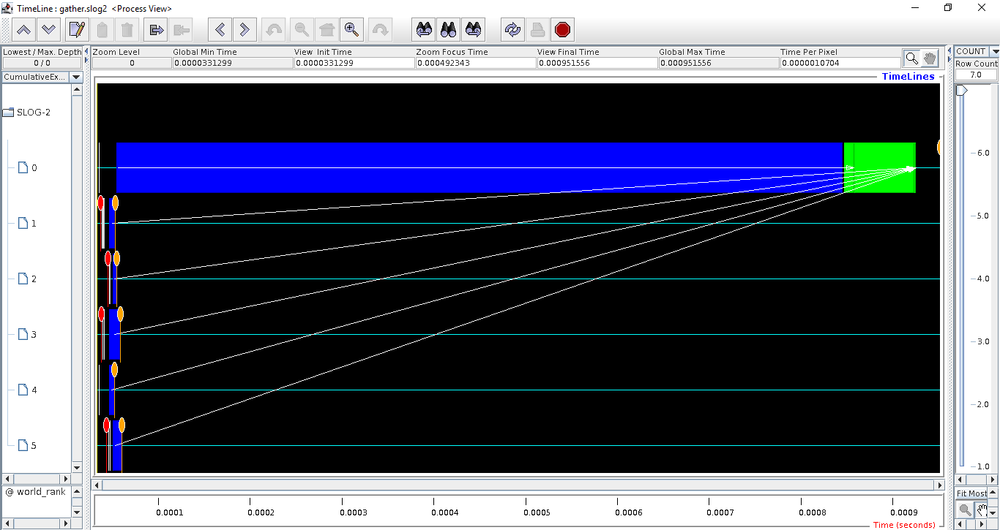 TimeLine : gather.slog2 <Process View>
Lowest / Max. Depth
0 / 0
CumulativeEx...
Zoom Level
0
Global Min Time
0.0000331299
View Init Time
0.0000331299
Zoom Focus Time
0.000492343
View Final Time
0.000951556
Global Max Time
0.000951556
Time Per Pixel
0.0000010704
COUNT
Row Count
7.0
TimeLines
SLOG-2
0
1
2
3
4
5
6.0
5.0
4.0
3.0
2.0
1.0
@ world_rank
Fit Most
0.0001 0.0002 0.0003 0.0004 0.0005 0.0006 0.0007 0.0008 0.0009
Time (seconds)